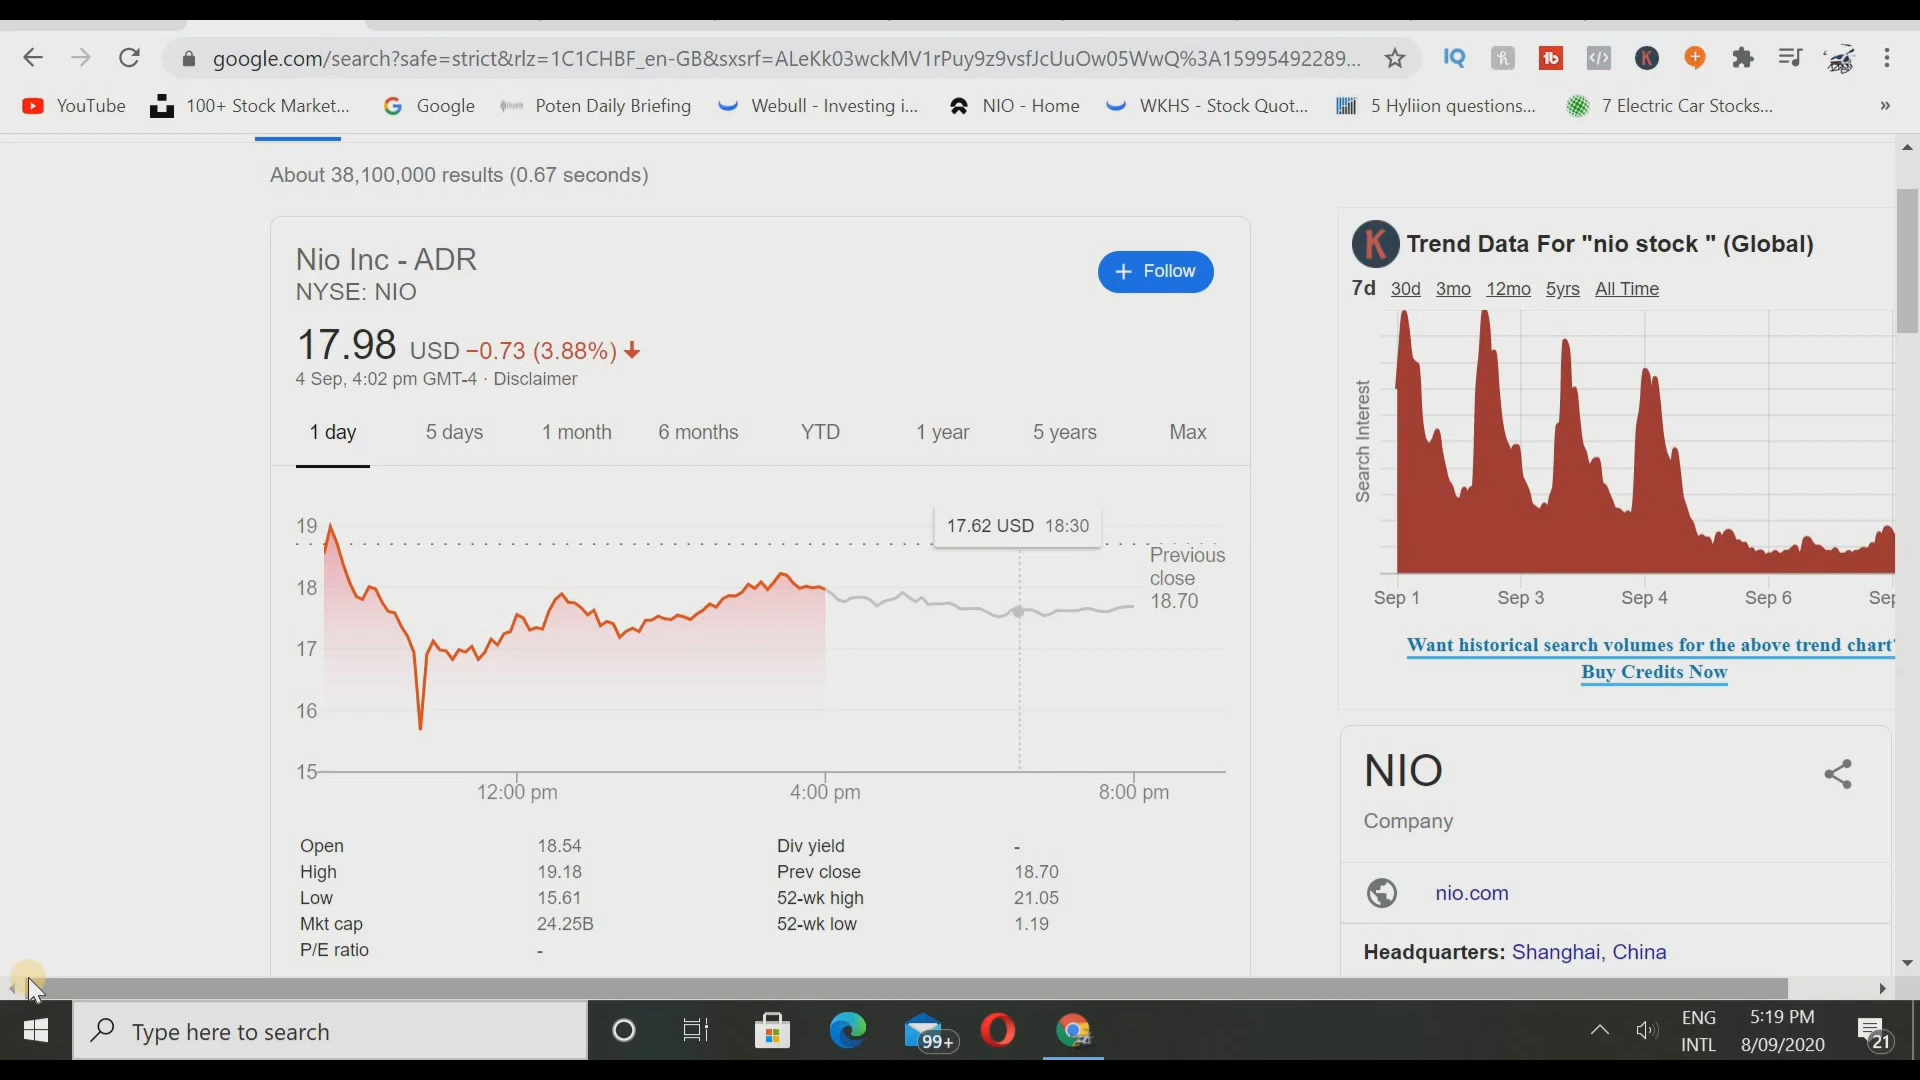 google.com/search?safe=strict&rlz=1C1CHBF_en-GB&sxsrf=ALeKk03wckMV1rPuy9z9vsfJcUuOw05WwQ%3A15995492289...
YouTube 100+ Stock Market... Google Poten Daily Briefing Webull - Investing i... NIO - Home WKHS - Stock Quot... 5 Hyliion questions... 7 Electric Car Stocks... »
About 38,100,000 results (0.67 seconds)
Nio Inc - ADR
NYSE: NIO
+ Follow
17.98 USD −0.73 (3.88%)
4 Sep, 4:02 pm GMT-4 · Disclaimer
1 day 5 days 1 month 6 months YTD 1 year 5 years Max
17.62 USD 18:30
19
18
17
16
15
Previous
close
18.70
12:00 pm 4:00 pm 8:00 pm
Open 18.54 Div yield -
High 19.18 Prev close 18.70
Low 15.61 52-wk high 21.05
Mkt cap 24.25B 52-wk low 1.19
P/E ratio -
K Trend Data For "nio stock " (Global)
7d 30d 3mo 12mo 5yrs All Time
Search Interest
Sep 1 Sep 3 Sep 4 Sep 6 Sep
Want historical search volumes for the above trend chart?
Buy Credits Now
NIO
Company
nio.com
Headquarters: Shanghai, China
Type here to search
99+
ENG
INTL
5:19 PM
8/09/2020
21